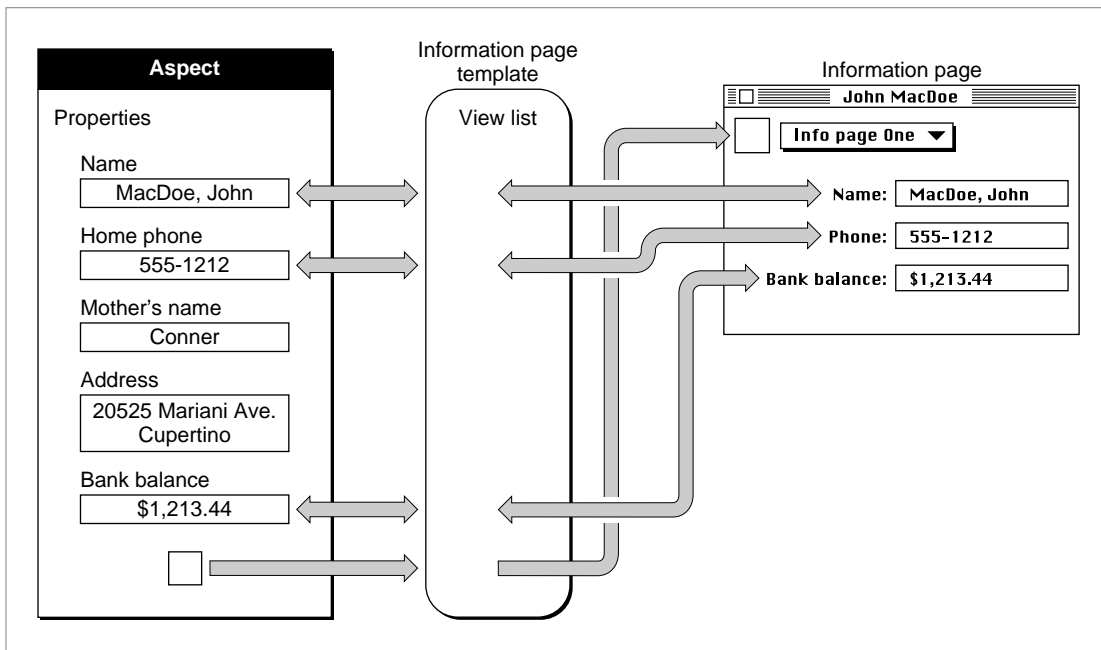 Aspect
Properties
Name
MacDoe, John
Home phone
555-1212
Mother’s name
Conner
Address
20525 Mariani Ave.
Cupertino
Bank balance
$1,213.44
Information page
template
View list
Information page
John MacDoe
Info page One
Name: MacDoe, John
Phone: 555-1212
Bank balance: $1,213.44